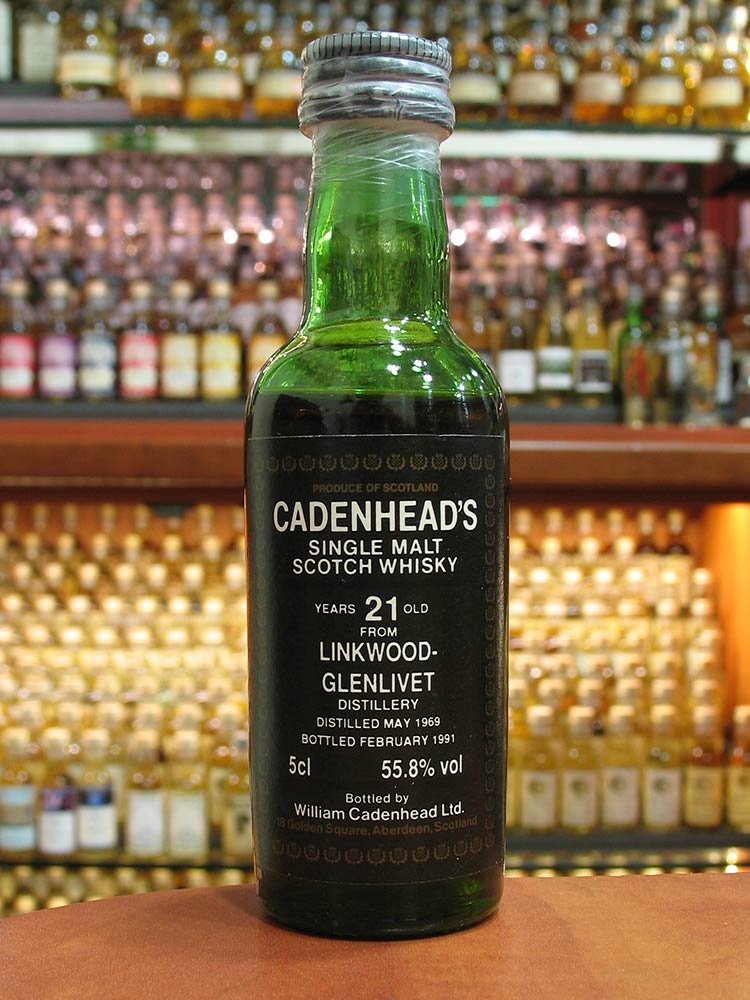 PRODUCE OF SCOTLAND
CADENHEAD'S
SINGLE MALT
SCOTCH WHISKY
YEARS 21 OLD
FROM
LINKWOOD-
GLENLIVET
DISTILLERY
DISTILLED MAY 1969
BOTTLED FEBRUARY 1991
5cl 55.8% vol
Bottled by
William Cadenhead Ltd.
18 Golden Square, Aberdeen, Scotland